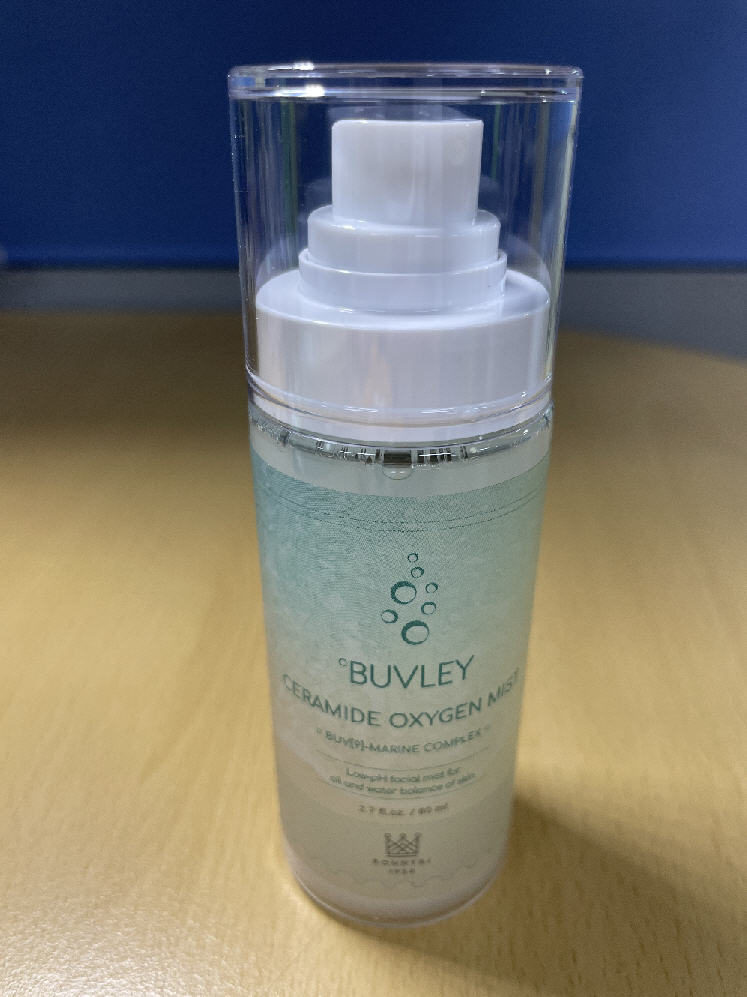 BUVLEY
CERAMIDE OXYGEN MIST
BUV[9]-MARINE COMPLEX
Low-pH facial mist for
oil and water balance of skin
2.7 fl.oz. / 80 ml